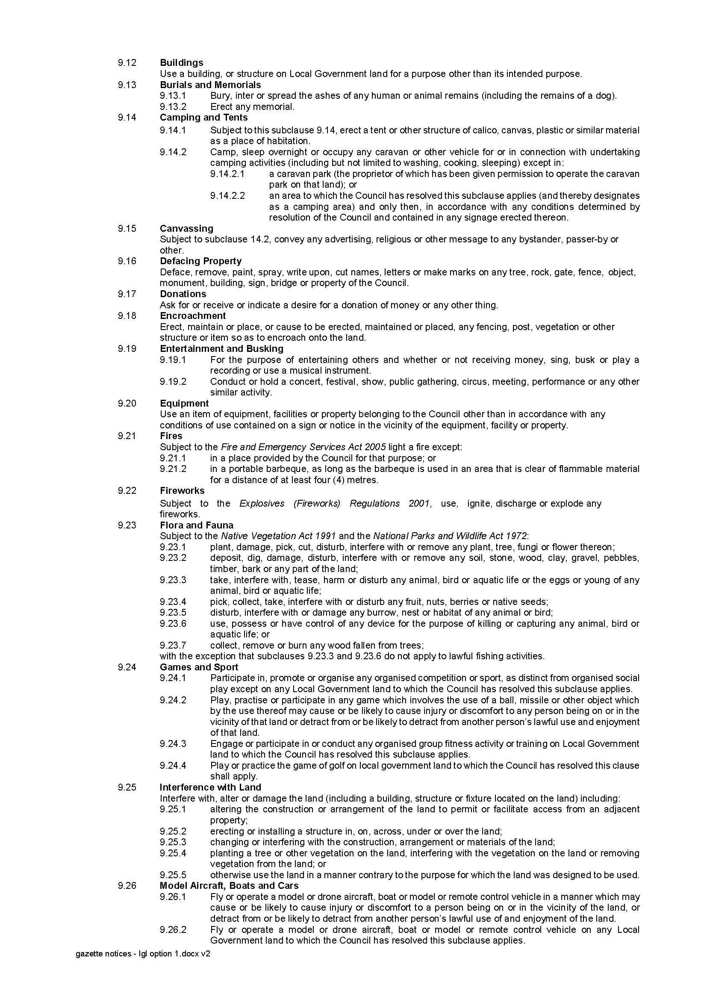 9.12 Buildings
Use a building, or structure on Local Government land for a purpose other than its intended purpose.
9.13 Burials and Memorials
9.13.1 Bury, inter or spread the ashes of any human or animal remains (including the remains of a dog).
9.13.2 Erect any memorial.
9.14 Camping and Tents
9.14.1 Subject to this subclause 9.14, erect a tent or other structure of calico, canvas, plastic or similar material
as a place of habitation.
9.14.2 Camp, sleep overnight or occupy any caravan or other vehicle for or in connection with undertaking
camping activities (including but not limited to washing, cooking, sleeping) except in:
9.14.2.1 a caravan park (the proprietor of which has been given permission to operate the caravan
park on that land); or
9.14.2.2 an area to which the Council has resolved this subclause applies (and thereby designates
as a camping area) and only then, in accordance with any conditions determined by
resolution of the Council and contained in any signage erected thereon.
9.15 Canvassing
Subject to subclause 14.2, convey any advertising, religious or other message to any bystander, passer-by or
other.
9.16 Defacing Property
Deface, remove, paint, spray, write upon, cut names, letters or make marks on any tree, rock, gate, fence, object,
monument, building, sign, bridge or property of the Council.
9.17 Donations
Ask for or receive or indicate a desire for a donation of money or any other thing.
9.18 Encroachment
Erect, maintain or place, or cause to be erected, maintained or placed, any fencing, post, vegetation or other
structure or item so as to encroach onto the land.
9.19 Entertainment and Busking
9.19.1 For the purpose of entertaining others and whether or not receiving money, sing, busk or play a
recording or use a musical instrument.
9.19.2 Conduct or hold a concert, festival, show, public gathering, circus, meeting, performance or any other
similar activity.
9.20 Equipment
Use an item of equipment, facilities or property belonging to the Council other than in accordance with any
conditions of use contained on a sign or notice in the vicinity of the equipment, facility or property.
9.21 Fires
Subject to the Fire and Emergency Services Act 2005 light a fire except:
9.21.1 in a place provided by the Council for that purpose; or
9.21.2 in a portable barbeque, as long as the barbeque is used in an area that is clear of flammable material
for a distance of at least four (4) metres.
9.22 Fireworks
Subject to the Explosives (Fireworks) Regulations 2001, use, ignite, discharge or explode any
fireworks.
9.23 Flora and Fauna
Subject to the Native Vegetation Act 1991 and the National Parks and Wildlife Act 1972:
9.23.1 plant, damage, pick, cut, disturb, interfere with or remove any plant, tree, fungi or flower thereon;
9.23.2 deposit, dig, damage, disturb, interfere with or remove any soil, stone, wood, clay, gravel, pebbles,
timber, bark or any part of the land;
9.23.3 take, interfere with, tease, harm or disturb any animal, bird or aquatic life or the eggs or young of any
animal, bird or aquatic life;
9.23.4 pick, collect, take, interfere with or disturb any fruit, nuts, berries or native seeds;
9.23.5 disturb, interfere with or damage any burrow, nest or habitat of any animal or bird;
9.23.6 use, possess or have control of any device for the purpose of killing or capturing any animal, bird or
aquatic life; or
9.23.7 collect, remove or burn any wood fallen from trees;
with the exception that subclauses 9.23.3 and 9.23.6 do not apply to lawful fishing activities.
9.24 Games and Sport
9.24.1 Participate in, promote or organise any organised competition or sport, as distinct from organised social
play except on any Local Government land to which the Council has resolved this subclause applies.
9.24.2 Play, practise or participate in any game which involves the use of a ball, missile or other object which
by the use thereof may cause or be likely to cause injury or discomfort to any person being on or in the
vicinity of that land or detract from or be likely to detract from another person's lawful use and enjoyment
of that land.
9.24.3 Engage or participate in or conduct any organised group fitness activity or training on Local Government
land to which the Council has resolved this subclause applies.
9.24.4 Play or practice the game of golf on local government land to which the Council has resolved this clause
shall apply.
9.25 Interference with Land
Interfere with, alter or damage the land (including a building, structure or fixture located on the land) including:
9.25.1 altering the construction or arrangement of the land to permit or facilitate access from an adjacent
property;
9.25.2 erecting or installing a structure in, on, across, under or over the land;
9.25.3 changing or interfering with the construction, arrangement or materials of the land;
9.25.4 planting a tree or other vegetation on the land, interfering with the vegetation on the land or removing
vegetation from the land; or
9.25.5 otherwise use the land in a manner contrary to the purpose for which the land was designed to be used.
9.26 Model Aircraft, Boats and Cars
9.26.1 Fly or operate a model or drone aircraft, boat or model or remote control vehicle in a manner which may
cause or be likely to cause injury or discomfort to a person being on or in the vicinity of the land, or
detract from or be likely to detract from another person's lawful use of and enjoyment of the land.
9.26.2 Fly or operate a model or drone aircraft, boat or model or remote control vehicle on any Local
Government land to which the Council has resolved this subclause applies.
gazette notices - lgl option 1.docx v2